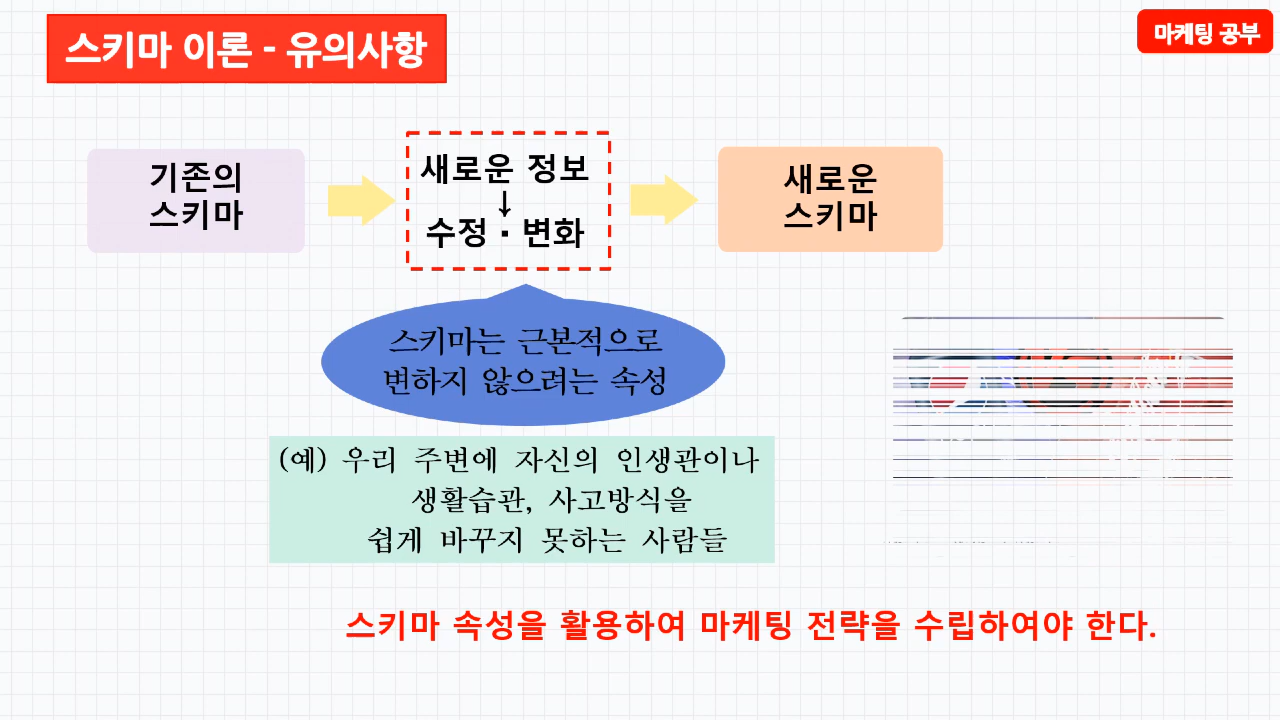 스키마 이론 - 유의사항
마케팅 공부
기존의
스키마
새로운 정보
↓
수정 · 변화
새로운
스키마
스키마는 근본적으로
변하지 않으려는 속성
(예) 우리 주변에 자신의 인생관이나
생활습관, 사고방식을
쉽게 바꾸지 못하는 사람들
스키마 속성을 활용하여 마케팅 전략을 수립하여야 한다.